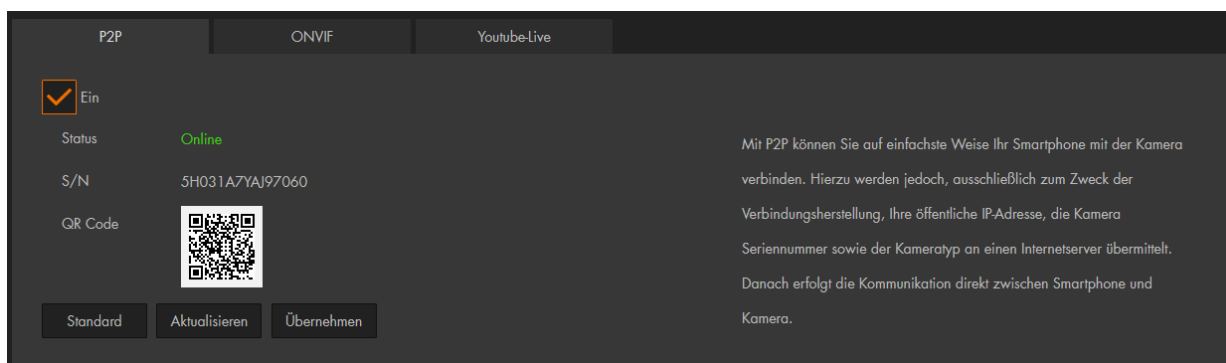 P2P ONVIF Youtube-Live
Ein
Status Online
S/N 5H031A7YAJ97060
QR Code
Standard Aktualisieren Übernehmen
Mit P2P können Sie auf einfachste Weise Ihr Smartphone mit der Kamera
verbinden. Hierzu werden jedoch, ausschließlich zum Zweck der
Verbindungsherstellung, Ihre öffentliche IP-Adresse, die Kamera
Seriennummer sowie der Kameratyp an einen Internetserver übermittelt.
Danach erfolgt die Kommunikation direkt zwischen Smartphone und
Kamera.